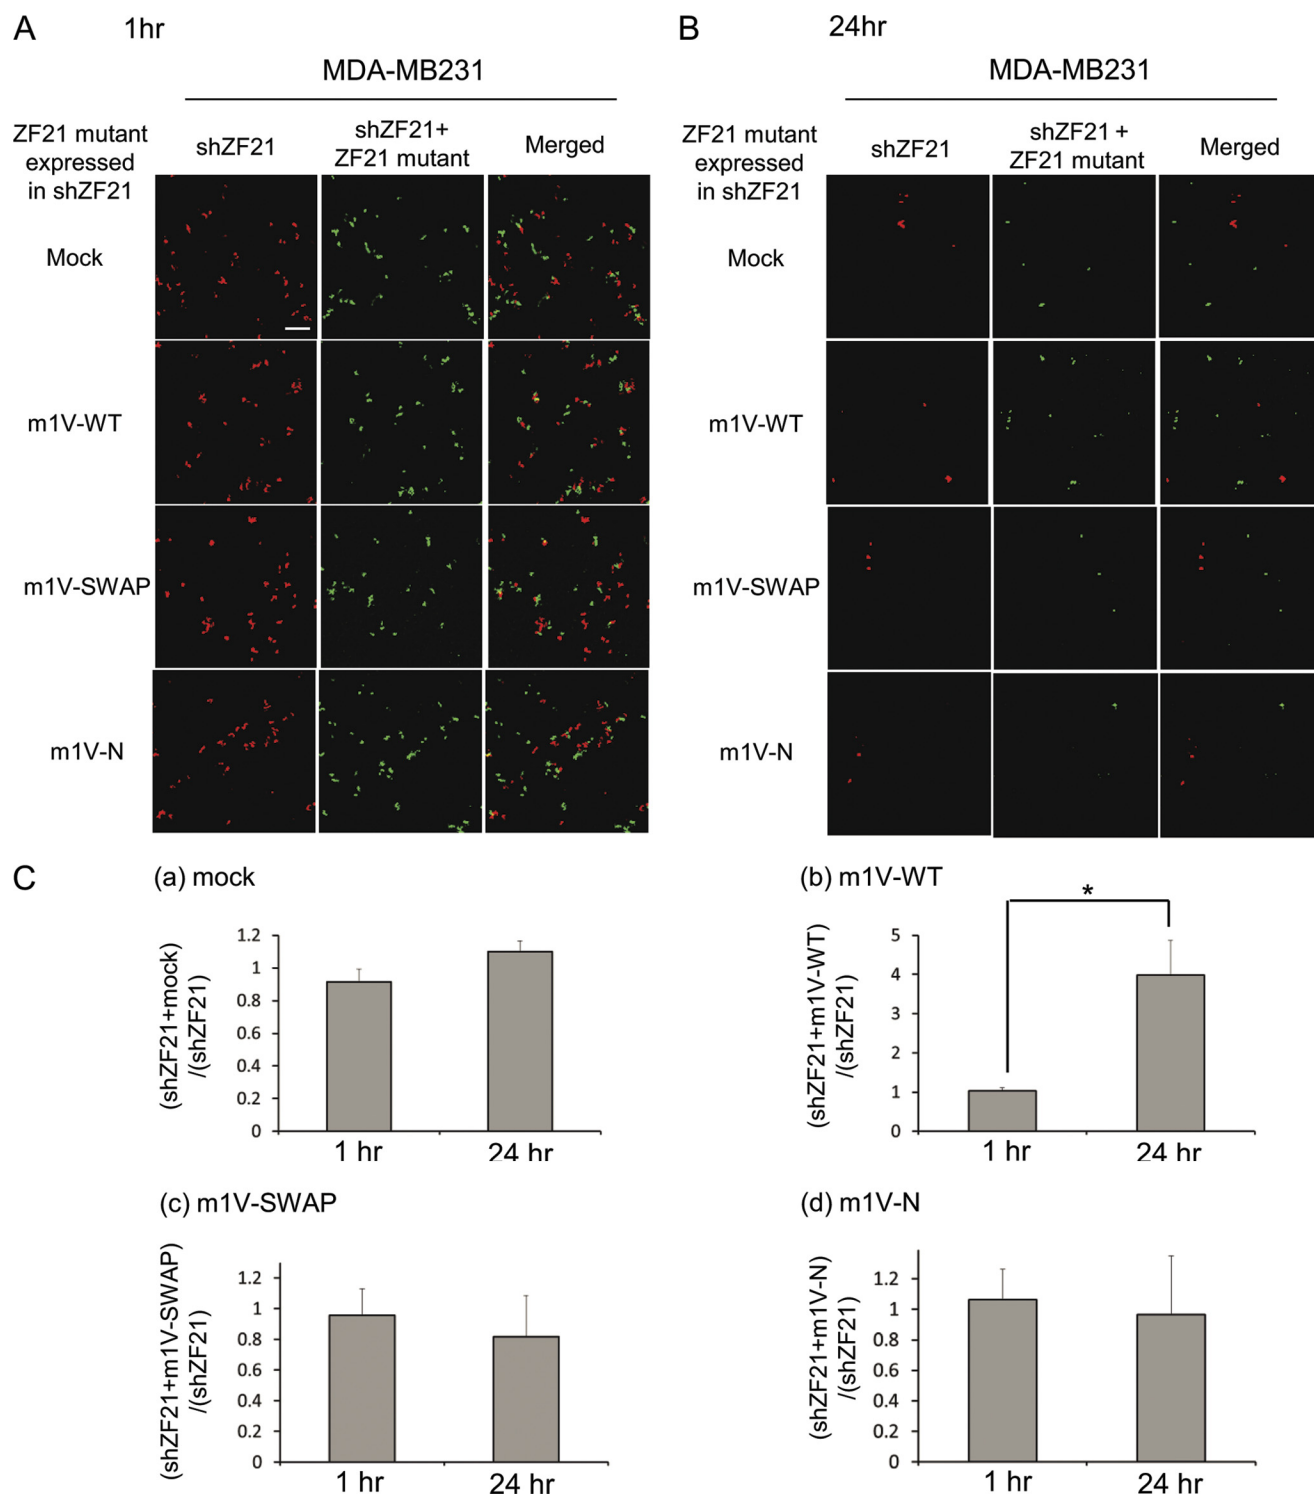 A
1hr
MDA-MB231
ZF21 mutant
expressed
in shZF21
shZF21
shZF21+
ZF21 mutant
Merged
Mock
m1V-WT
m1V-SWAP
m1V-N
B
24hr
MDA-MB231
ZF21 mutant
expressed
in shZF21
shZF21
shZF21 +
ZF21 mutant
Merged
Mock
m1V-WT
m1V-SWAP
m1V-N
C
(a) mock
(shZF21+mock)
/(shZF21)
1.2
1
0.8
0.6
0.4
0.2
0
1 hr
24 hr
(b) m1V-WT
*
(shZF21+m1V-WT)
/(shZF21)
5
4
3
2
1
0
1 hr
24 hr
(c) m1V-SWAP
(shZF21+m1V-SWAP)
/(shZF21)
1.2
1
0.8
0.6
0.4
0.2
0
1 hr
24 hr
(d) m1V-N
(shZF21+m1V-N)
/(shZF21)
1.2
1
0.8
0.6
0.4
0.2
0
1 hr
24 hr